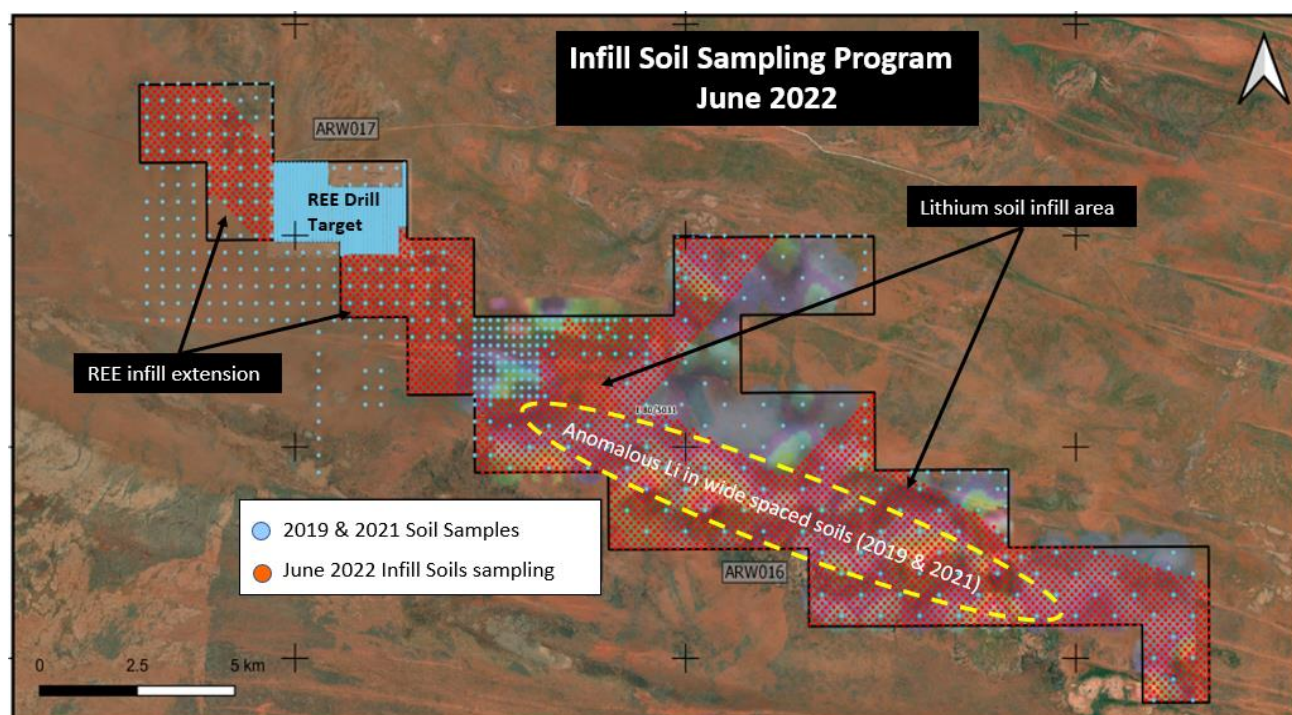 Infill Soil Sampling Program
June 2022
ARW017
REE Drill
Target
Lithium soil infill area
REE infill extension
E 80/5031
Anomalous Li in wide spaced soils (2019 & 2021)
2019 & 2021 Soil Samples
June 2022 Infill Soils sampling
ARW016
0 2.5 5 km